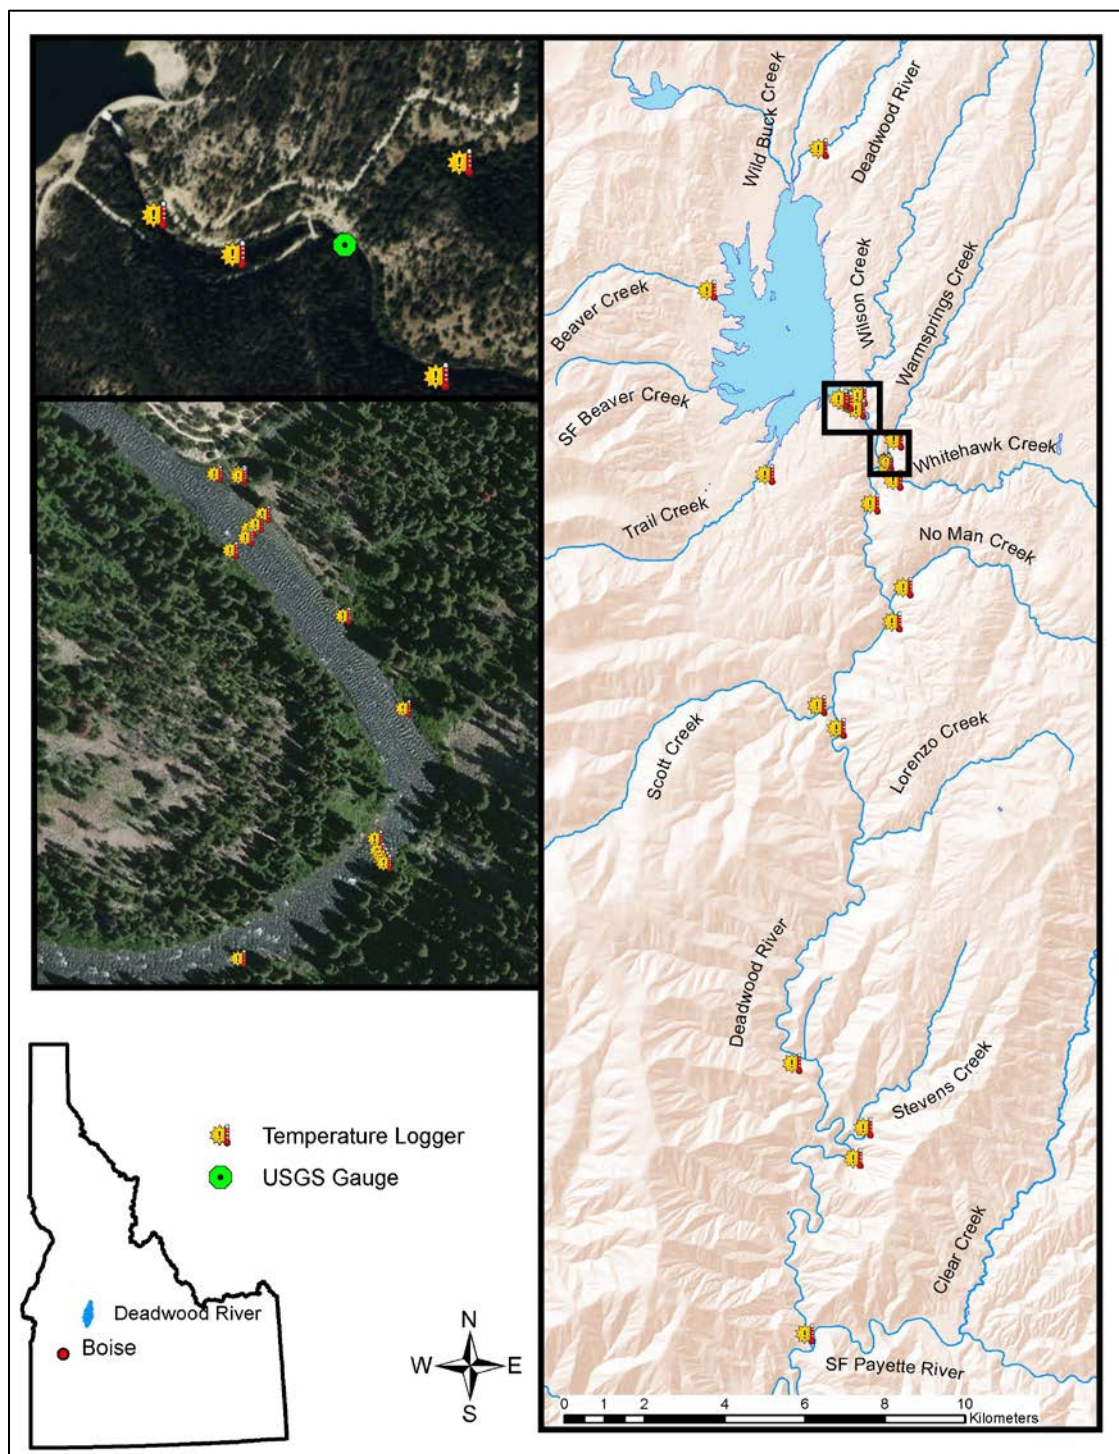 Wild Buck Creek
Deadwood River
Beaver Creek
Wilson Creek
Warmsprings Creek
SF Beaver Creek
Whitehawk Creek
Trail Creek
No Man Creek
Scott Creek
Lorenzo Creek
Deadwood River
Stevens Creek
Clear Creek
SF Payette River
0 1 2 4 6 8 10
Kilometers
Temperature Logger
USGS Gauge
Deadwood River
Boise
N
W E
S